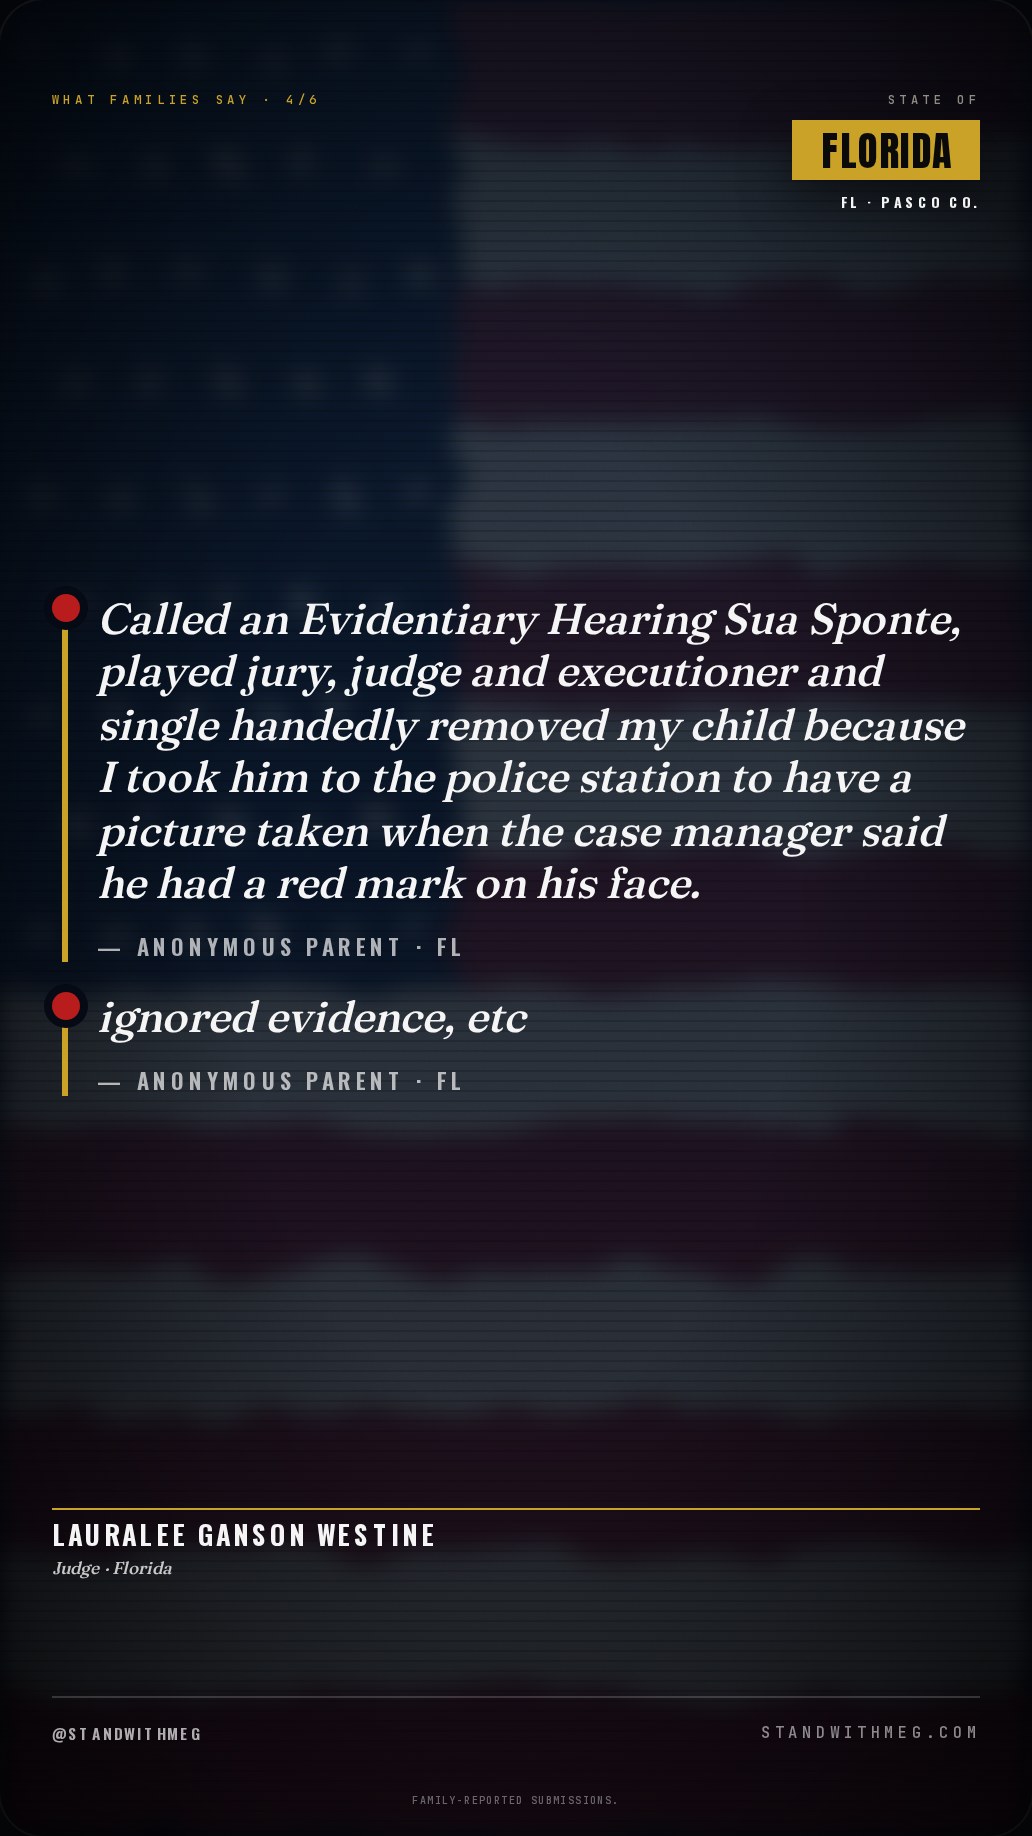 WHAT FAMILIES SAY · 4/6
STATE OF
FLORIDA
FL · PASCO CO.
Called an Evidentiary Hearing Sua Sponte,
played jury, judge and executioner and
single handedly removed my child because
I took him to the police station to have a
picture taken when the case manager said
he had a red mark on his face.
— ANONYMOUS PARENT · FL
ignored evidence, etc
— ANONYMOUS PARENT · FL
LAURALEE GANSON WESTINE
Judge · Florida
@STANDWITHMEG
STANDWITHMEG.COM
FAMILY-REPORTED SUBMISSIONS.